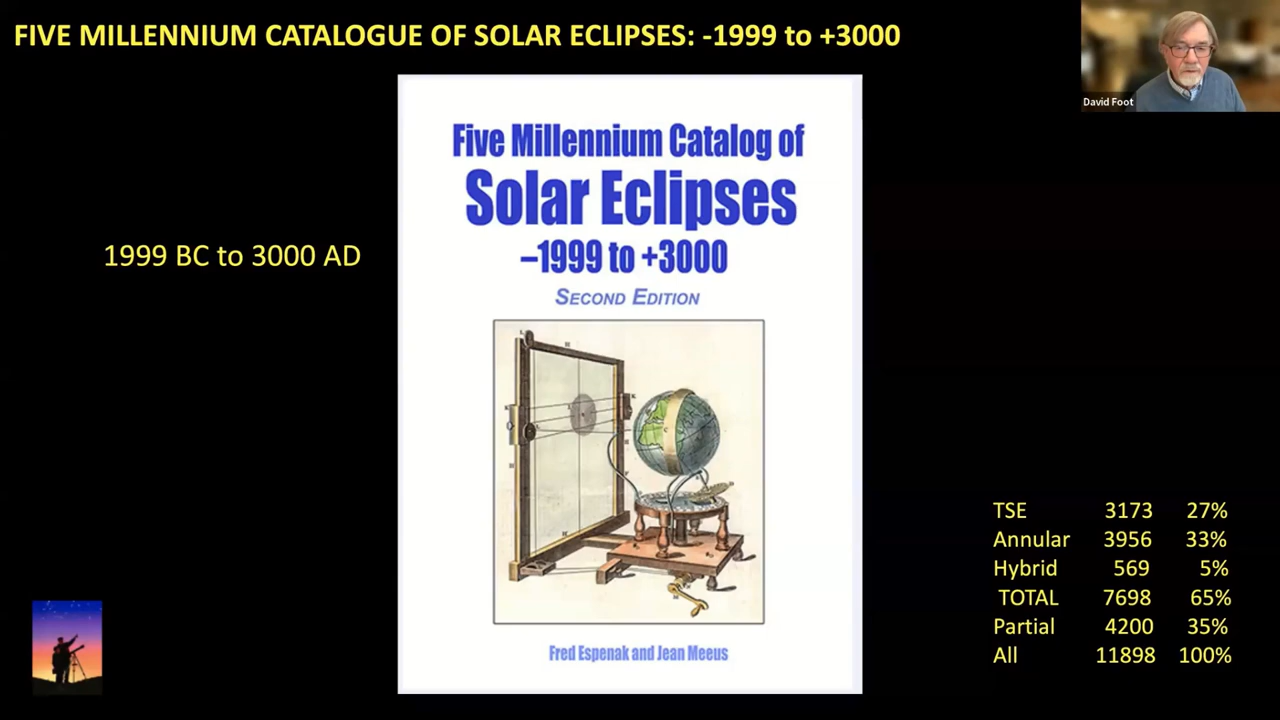 FIVE MILLENNIUM CATALOGUE OF SOLAR ECLIPSES: -1999 to +3000
David Foot
Five Millennium Catalog of
Solar Eclipses
–1999 to +3000
SECOND EDITION
1999 BC to 3000 AD
Fred Espenak and Jean Meeus
TSE 3173 27%
Annular 3956 33%
Hybrid 569 5%
TOTAL 7698 65%
Partial 4200 35%
All 11898 100%